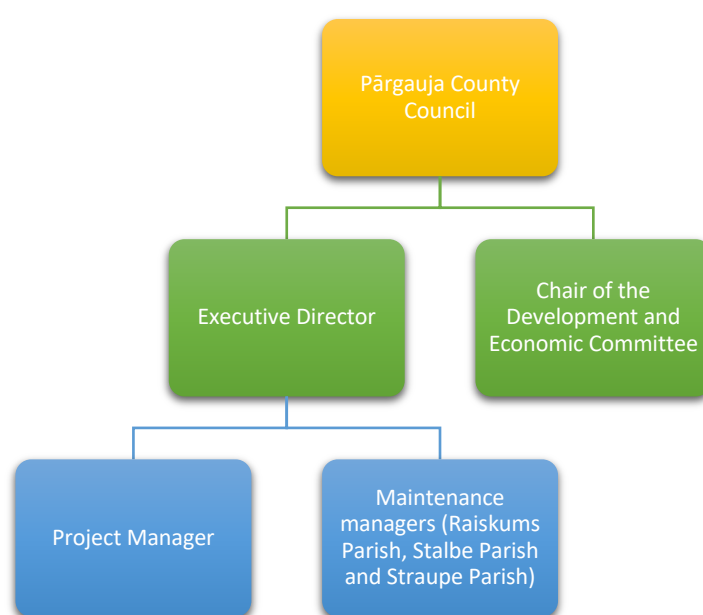 Pārgauja County
Council
Executive Director
Chair of the
Development and
Economic Committee
Project Manager
Maintenance
managers (Raiskums
Parish, Stalbe Parish
and Straupe Parish)